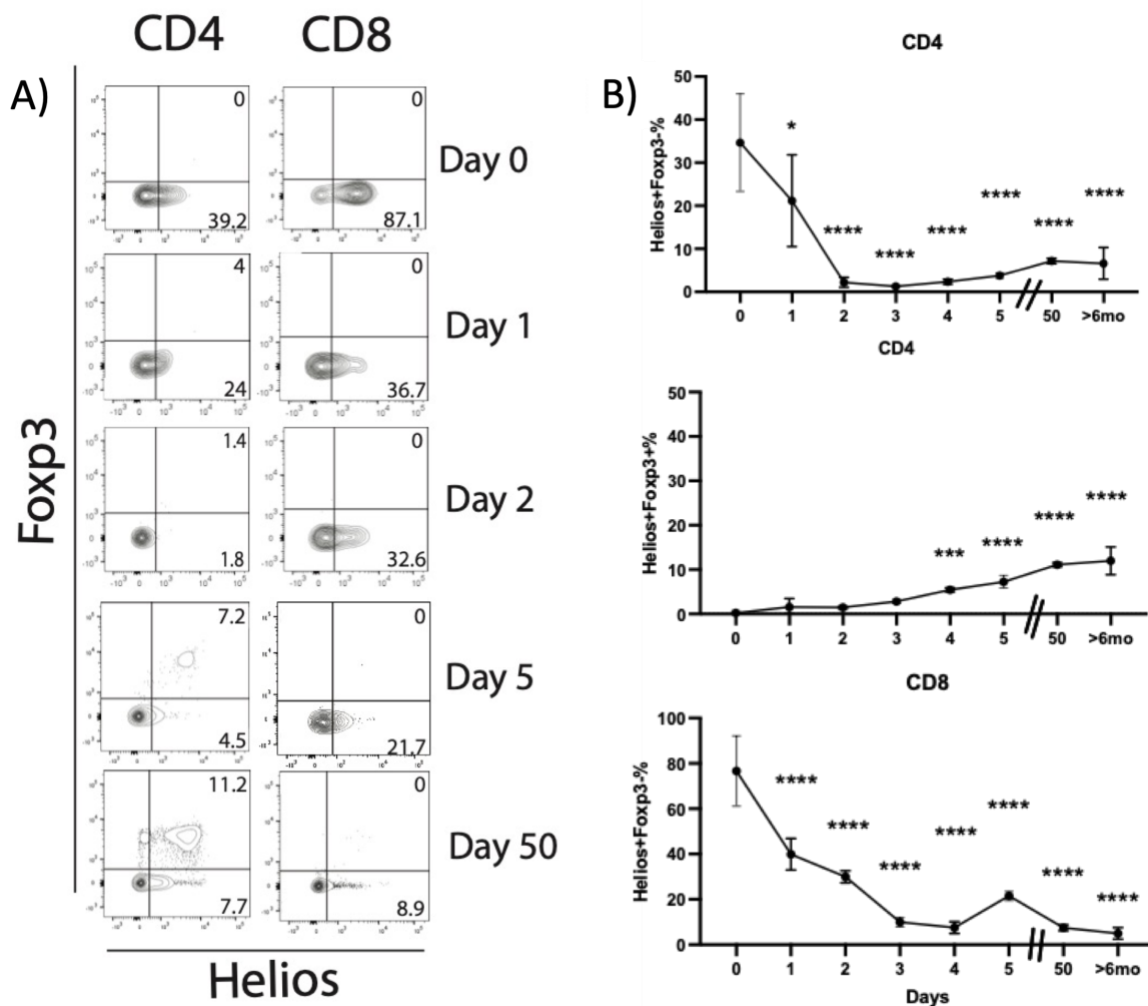 CD4 CD8
A)
0 0
39.2 87.1
Day 0
4 0
24 36.7
Day 1
1.4 0
1.8 32.6
Day 2
7.2 0
4.5 21.7
Day 5
11.2 0
7.7 8.9
Day 50
Foxp3
Helios
B)
CD4
Helios+Foxp3-%
50
40
30
20
10
0
*
**** **** **** **** **** ****
0 1 2 3 4 5 50 >6mo
CD4
Helios+Foxp3+%
50
40
30
20
10
0
*** **** **** ****
0 1 2 3 4 5 50 >6mo
CD8
Helios+Foxp3-%
100
80
60
40
20
0
**** **** **** **** **** **** ****
0 1 2 3 4 5 50 >6mo
Days